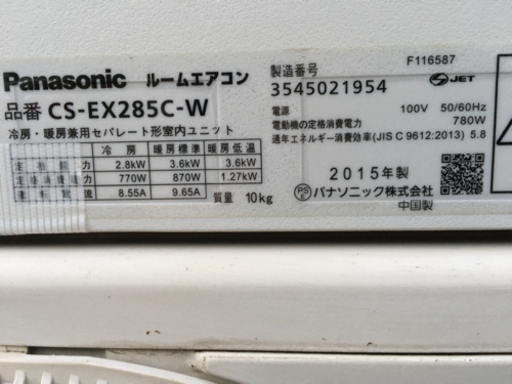 F116587
Panasonic ルームエアコン
品番 CS-EX285C-W
冷房・暖房兼用セパレート形室内ユニット
冷房 暖房標準 暖房低温
2.8kW 3.6kW 3.6kW
770W 870W 1.27kW
8.55A 9.65A
質量 10kg
製造番号
3545021954
JET
電源 100V 50/60Hz
電動機の定格消費電力 780W
通年エネルギー消費効率(JIS C 9612:2013) 5.8
2015年製
PS E パナソニック株式会社
中国製